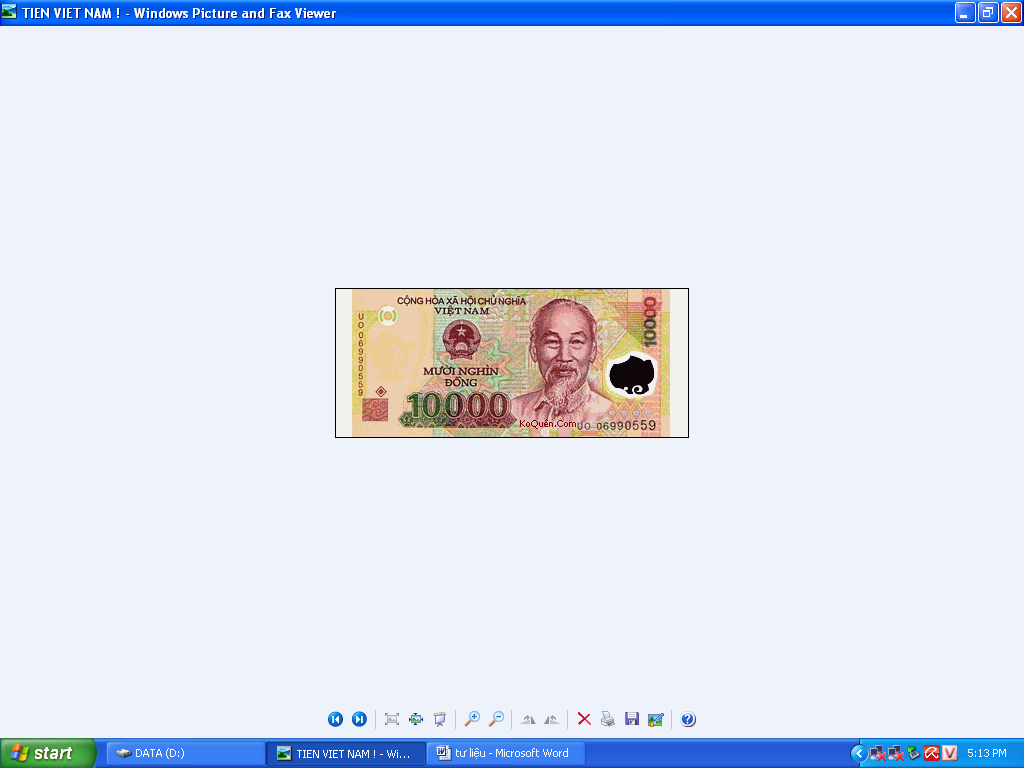 TIEN VIET NAM ! - Windows Picture and Fax Viewer
CỘNG HÒA XÃ HỘI CHỦ NGHĨA
VIỆT NAM
10000
UO 06990559
MƯỜI NGHÌN
ĐỒNG
10000
KoQuên.Com
UO 06990559
start
DATA (D:)
TIEN VIET NAM ! - Wi...
tư liệu - Microsoft Word
5:13 PM